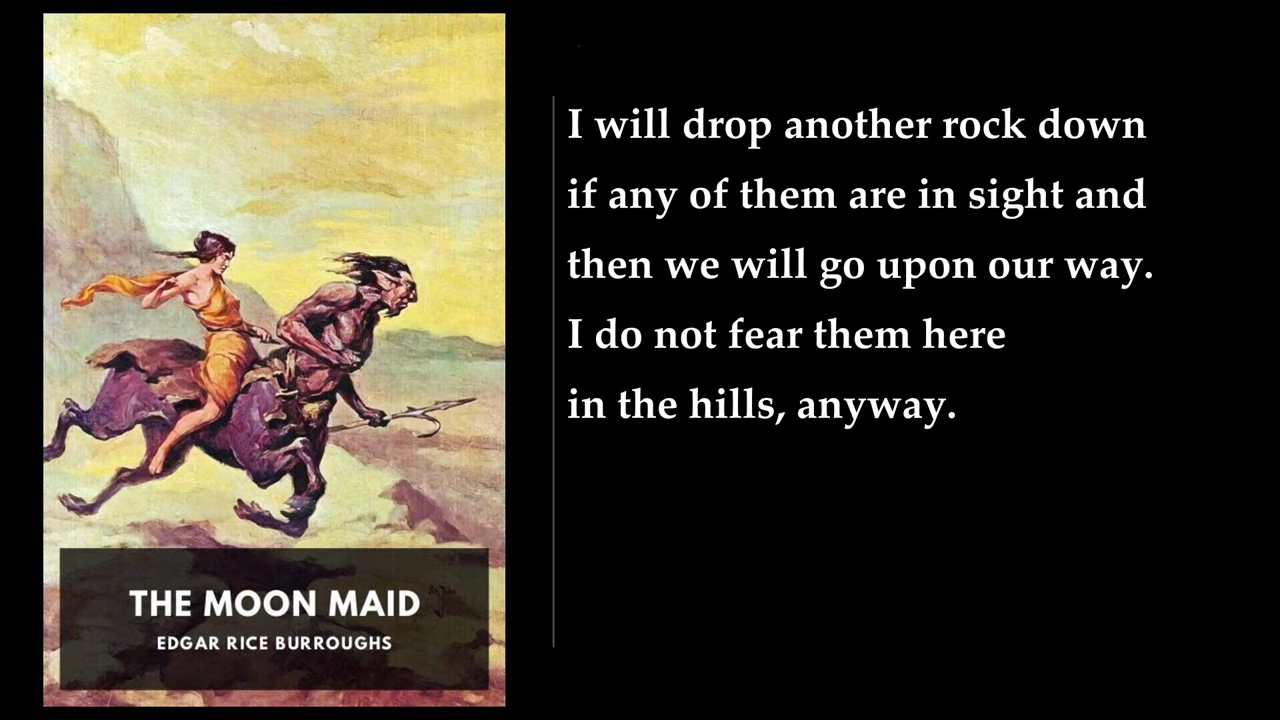 I will drop another rock down
if any of them are in sight and
then we will go upon our way.
I do not fear them here
in the hills, anyway.
THE MOON MAID
EDGAR RICE BURROUGHS